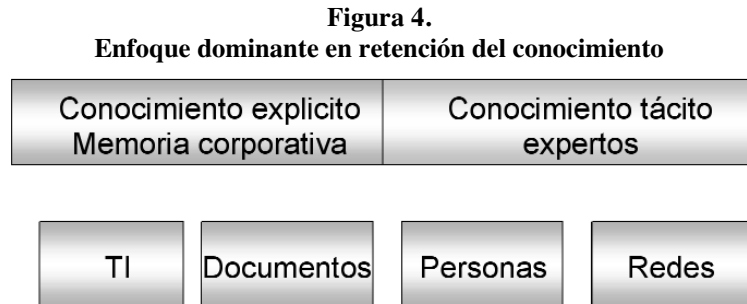 Figura 4.
Enfoque dominante en retención del conocimiento
Conocimiento explicito
Memoria corporativa
Conocimiento tácito
expertos
TI
Documentos
Personas
Redes